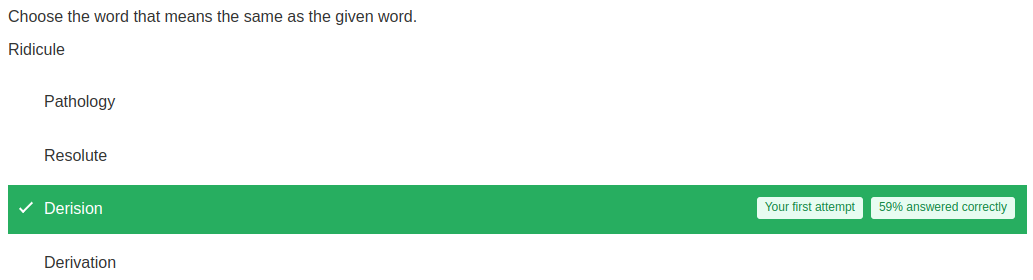 Choose the word that means the same as the given word.
Ridicule
Pathology
Resolute
Derision Your first attempt 59% answered correctly
Derivation